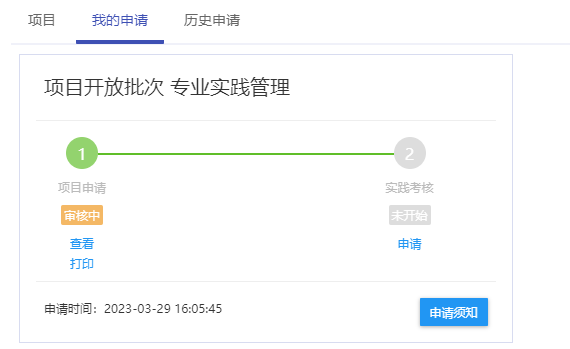 项目 我的申请 历史申请
项目开放批次 专业实践管理
1 2
项目申请 实践考核
审核中 未开始
查看 申请
打印
申请时间：2023-03-29 16:05:45 申请须知